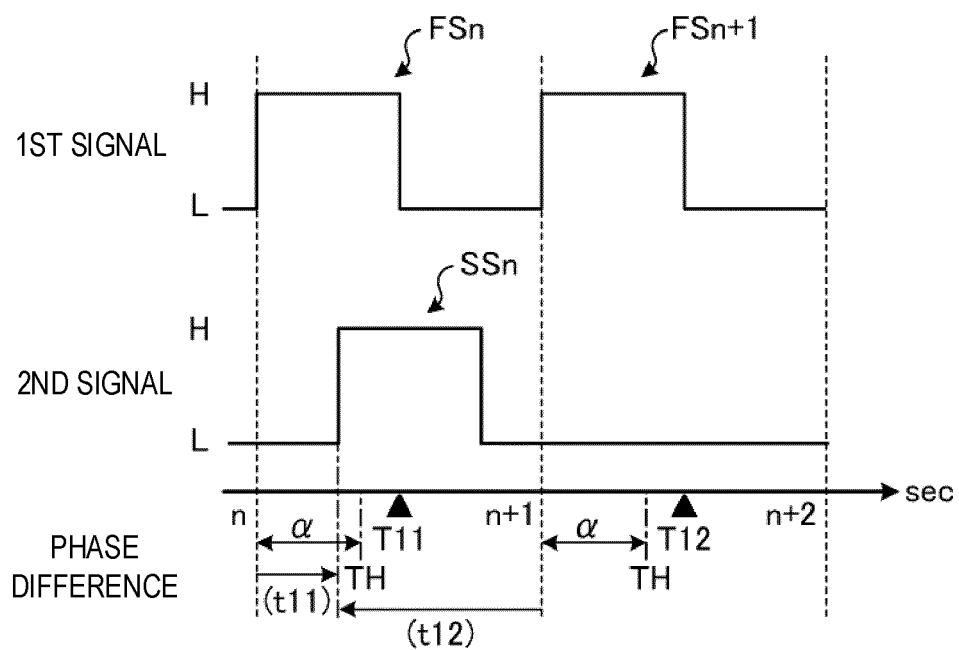 FSn
FSn+1
H
1ST SIGNAL
L
SSn
H
2ND SIGNAL
L
sec
n
n+1
n+2
α
T11
α
T12
PHASE
DIFFERENCE
TH
TH
(t11)
(t12)